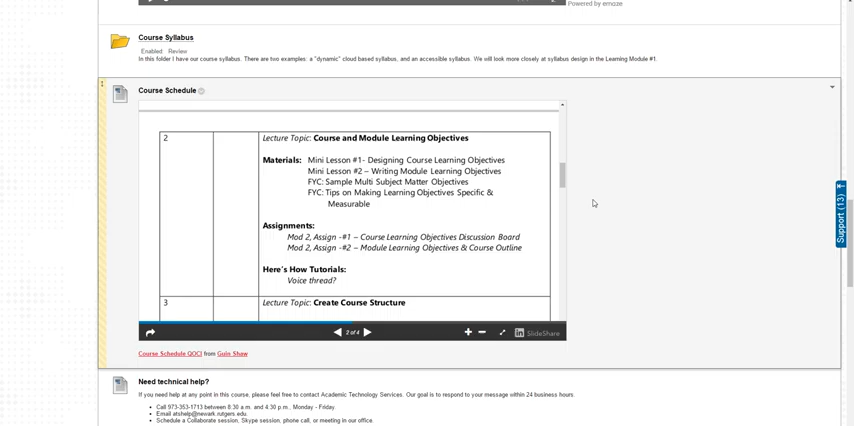 Powered by emaze
Course Syllabus
Enabled: Review
In this folder I have our course syllabus. There are two examples: a "dynamic" cloud based syllabus, and an accessible syllabus. We will look more closely at syllabus design in the Learning Module #1.
Course Schedule
2
Lecture Topic: Course and Module Learning Objectives
Materials: Mini Lesson #1- Designing Course Learning Objectives
Mini Lesson #2 – Writing Module Learning Objectives
FYC: Sample Multi Subject Matter Objectives
FYC: Tips on Making Learning Objectives Specific &
Measurable
Assignments:
Mod 2, Assign -#1 – Course Learning Objectives Discussion Board
Mod 2, Assign -#2 – Module Learning Objectives & Course Outline
Here's How Tutorials:
Voice thread?
3
Lecture Topic: Create Course Structure
2 of 4
in SlideShare
Course Schedule QOCI from Guin Shaw
Support (13)
Need technical help?
If you need help at any point in this course, please feel free to contact Academic Technology Services. Our goal is to respond to your message within 24 business hours.
Call 973-353-1713 between 8:30 a.m. and 4:30 p.m., Monday - Friday.
Email atshelp@newark.rutgers.edu.
Schedule a Collaborate session, Skype session, phone call, or meeting in our office.